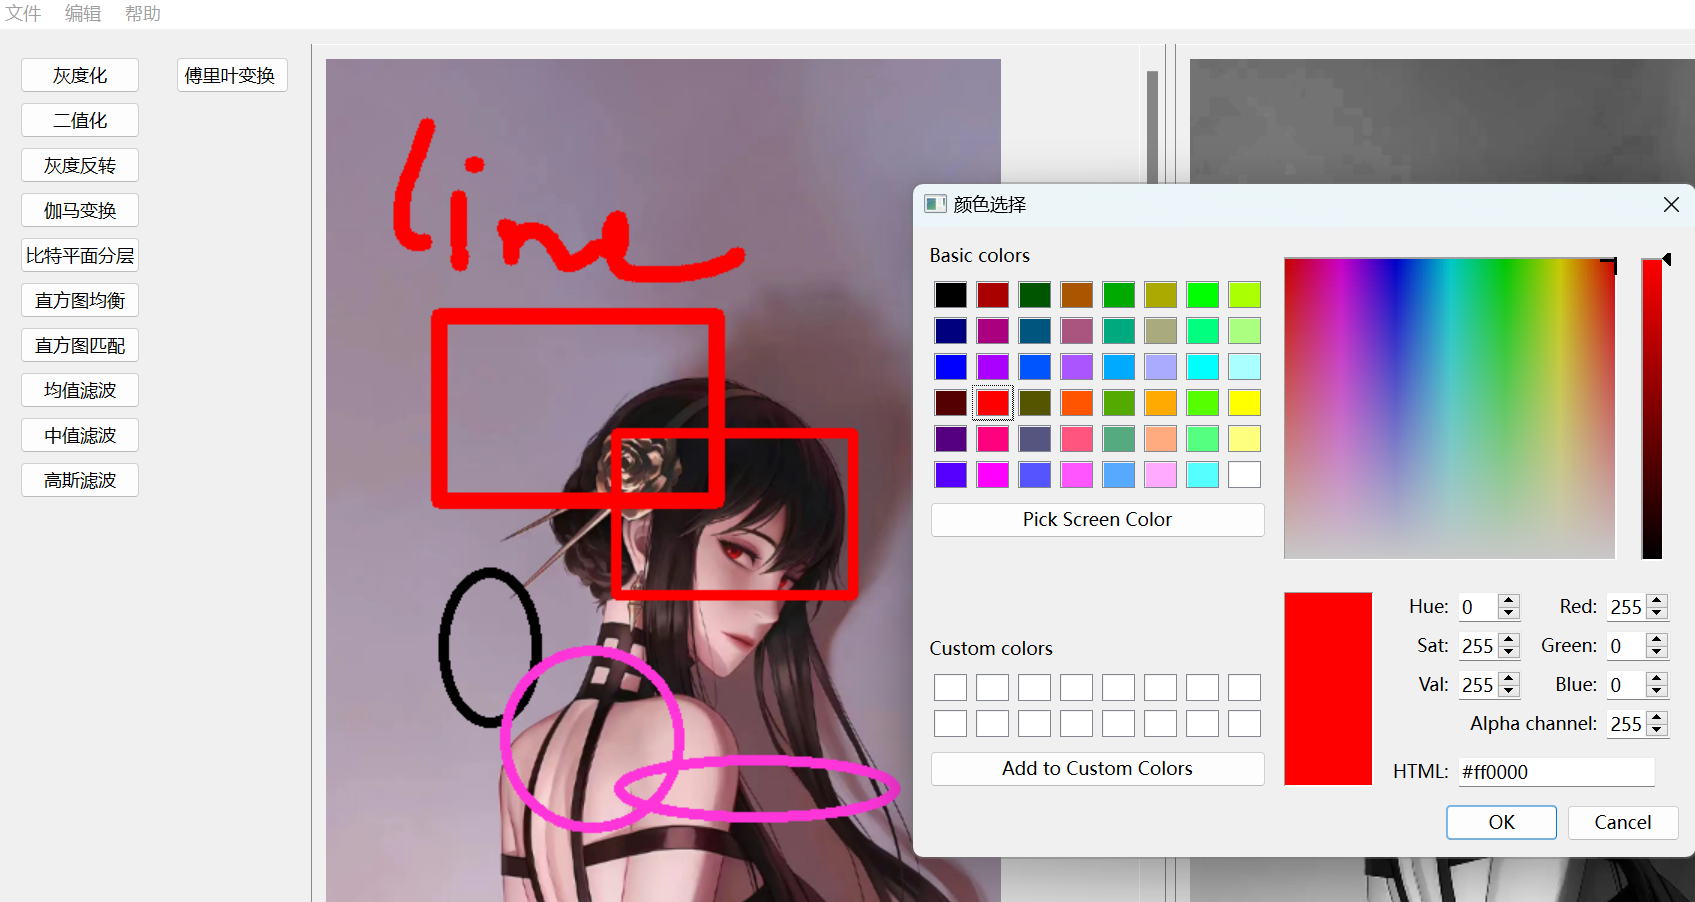 文件 编辑 帮助
灰度化 傅里叶变换
二值化
灰度反转
伽马变换
比特平面分层
直方图均衡
直方图匹配
均值滤波
中值滤波
高斯滤波
line
颜色选择
Basic colors
Pick Screen Color
Custom colors
Add to Custom Colors
Hue: 0 Red: 255
Sat: 255 Green: 0
Val: 255 Blue: 0
Alpha channel: 255
HTML: #ff0000
OK Cancel